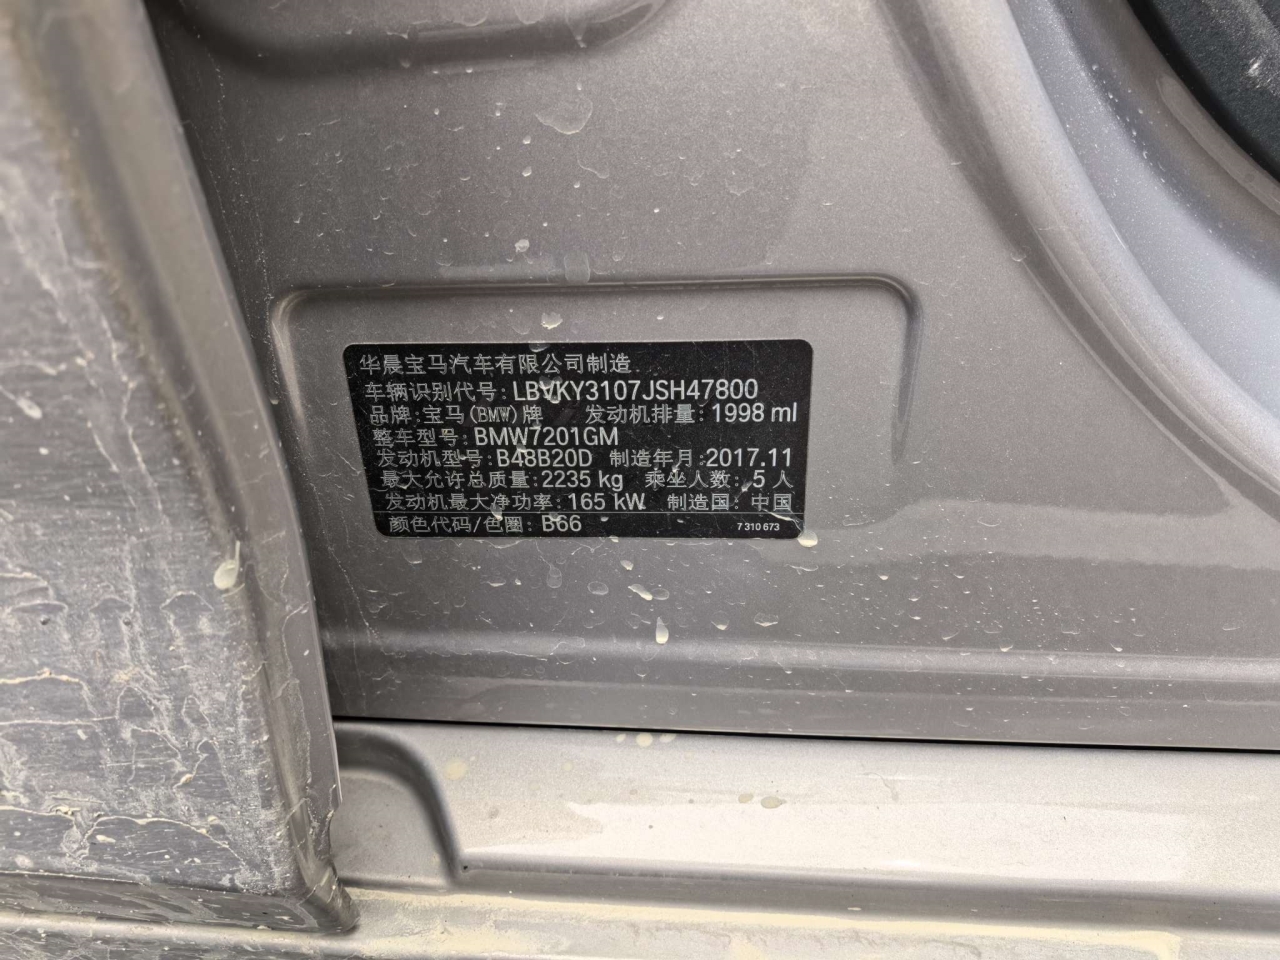 华晨宝马汽车有限公司制造
车辆识别代号: LBVKY3107JSH47800
品牌: 宝马(BMW)牌 发动机排量: 1998 ml
整车型号: BMW7201GM
发动机型号: B48B20D 制造年月: 2017.11
最大允许总质量: 2235 kg 乘坐人数: 5 人
发动机最大净功率: 165 kW 制造国: 中国
颜色代码/色圈: B66 7 310 673